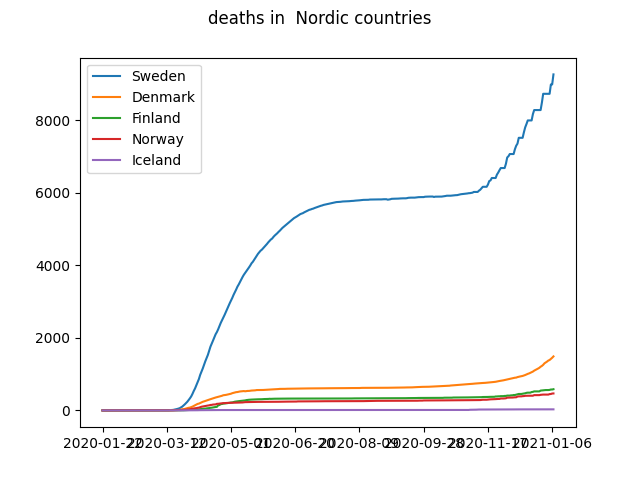 deaths in  Nordic countries
Sweden
Denmark
Finland
Norway
Iceland
8000
6000
4000
2000
0
2020-01-22 2020-03-12 2020-05-01 2020-06-20 2020-08-09 2020-09-28 2020-11-17 2021-01-06